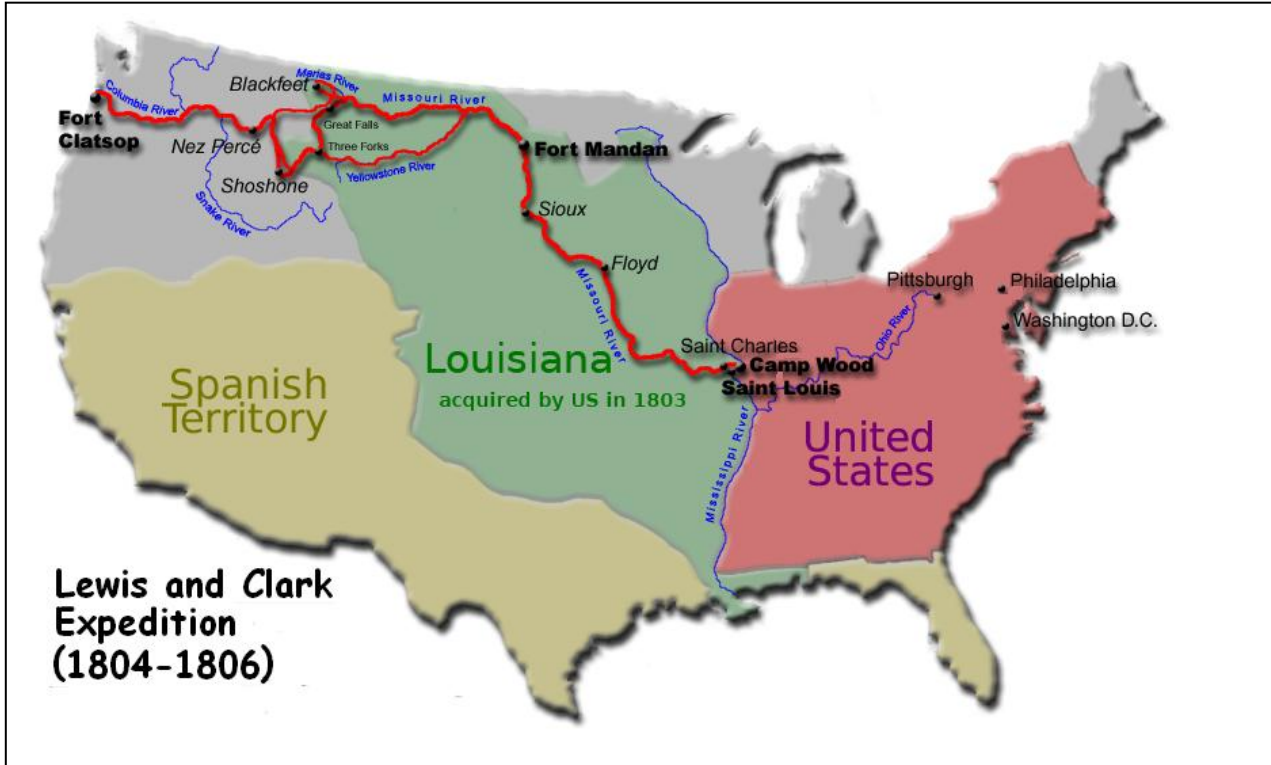 Blackfeet
Marias River
Missouri River
Columbia River
Fort
Clatsop
Great Falls
Nez Percé
Three Forks
Fort Mandan
Yellowstone River
Shoshone
Snake River
Sioux
Floyd
Missouri River
Pittsburgh
Philadelphia
Washington D.C.
Ohio River
Saint Charles
Camp Wood
Saint Louis
Louisiana
acquired by US in 1803
Spanish
Territory
United
States
Mississippi River
Lewis and Clark
Expedition
(1804-1806)